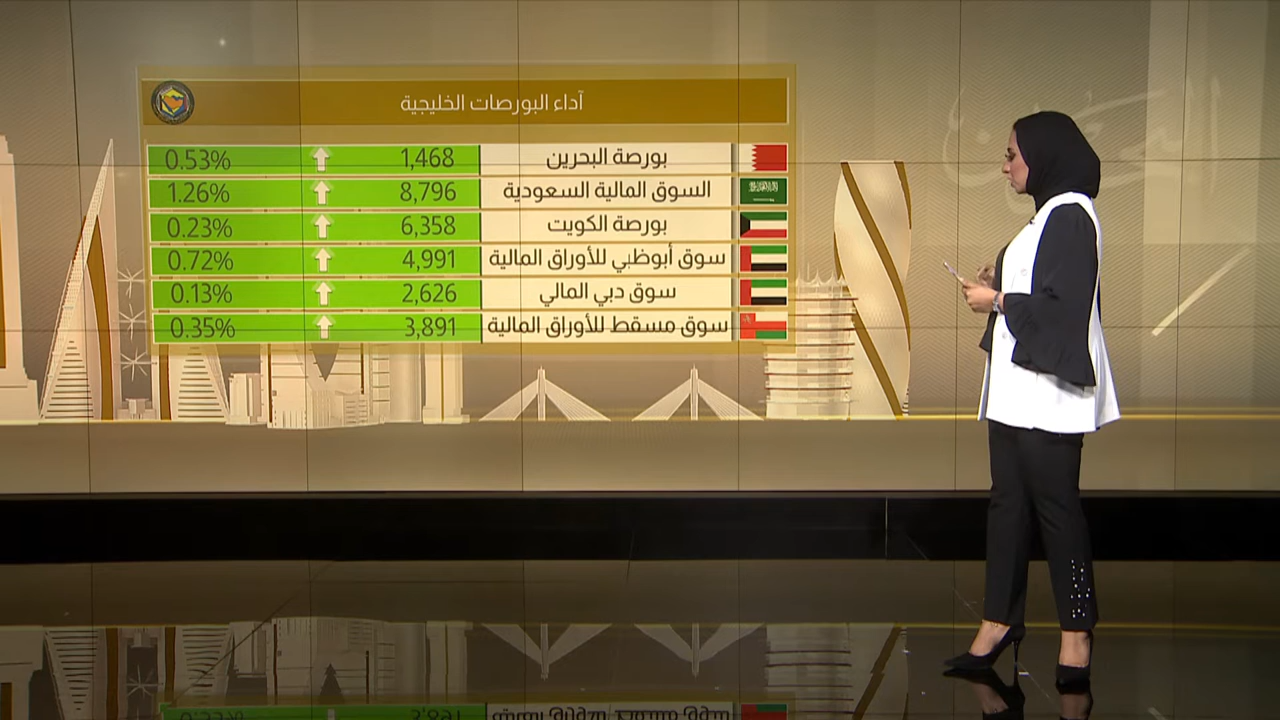 آداء البورصات الخليجية
بورصة البحرين 1,468 0.53%
السوق المالية السعودية 8,796 1.26%
بورصة الكويت 6,358 0.23%
سوق أبوظبي للأوراق المالية 4,991 0.72%
سوق دبي المالي 2,626 0.13%
سوق مسقط للأوراق المالية 3,891 0.35%